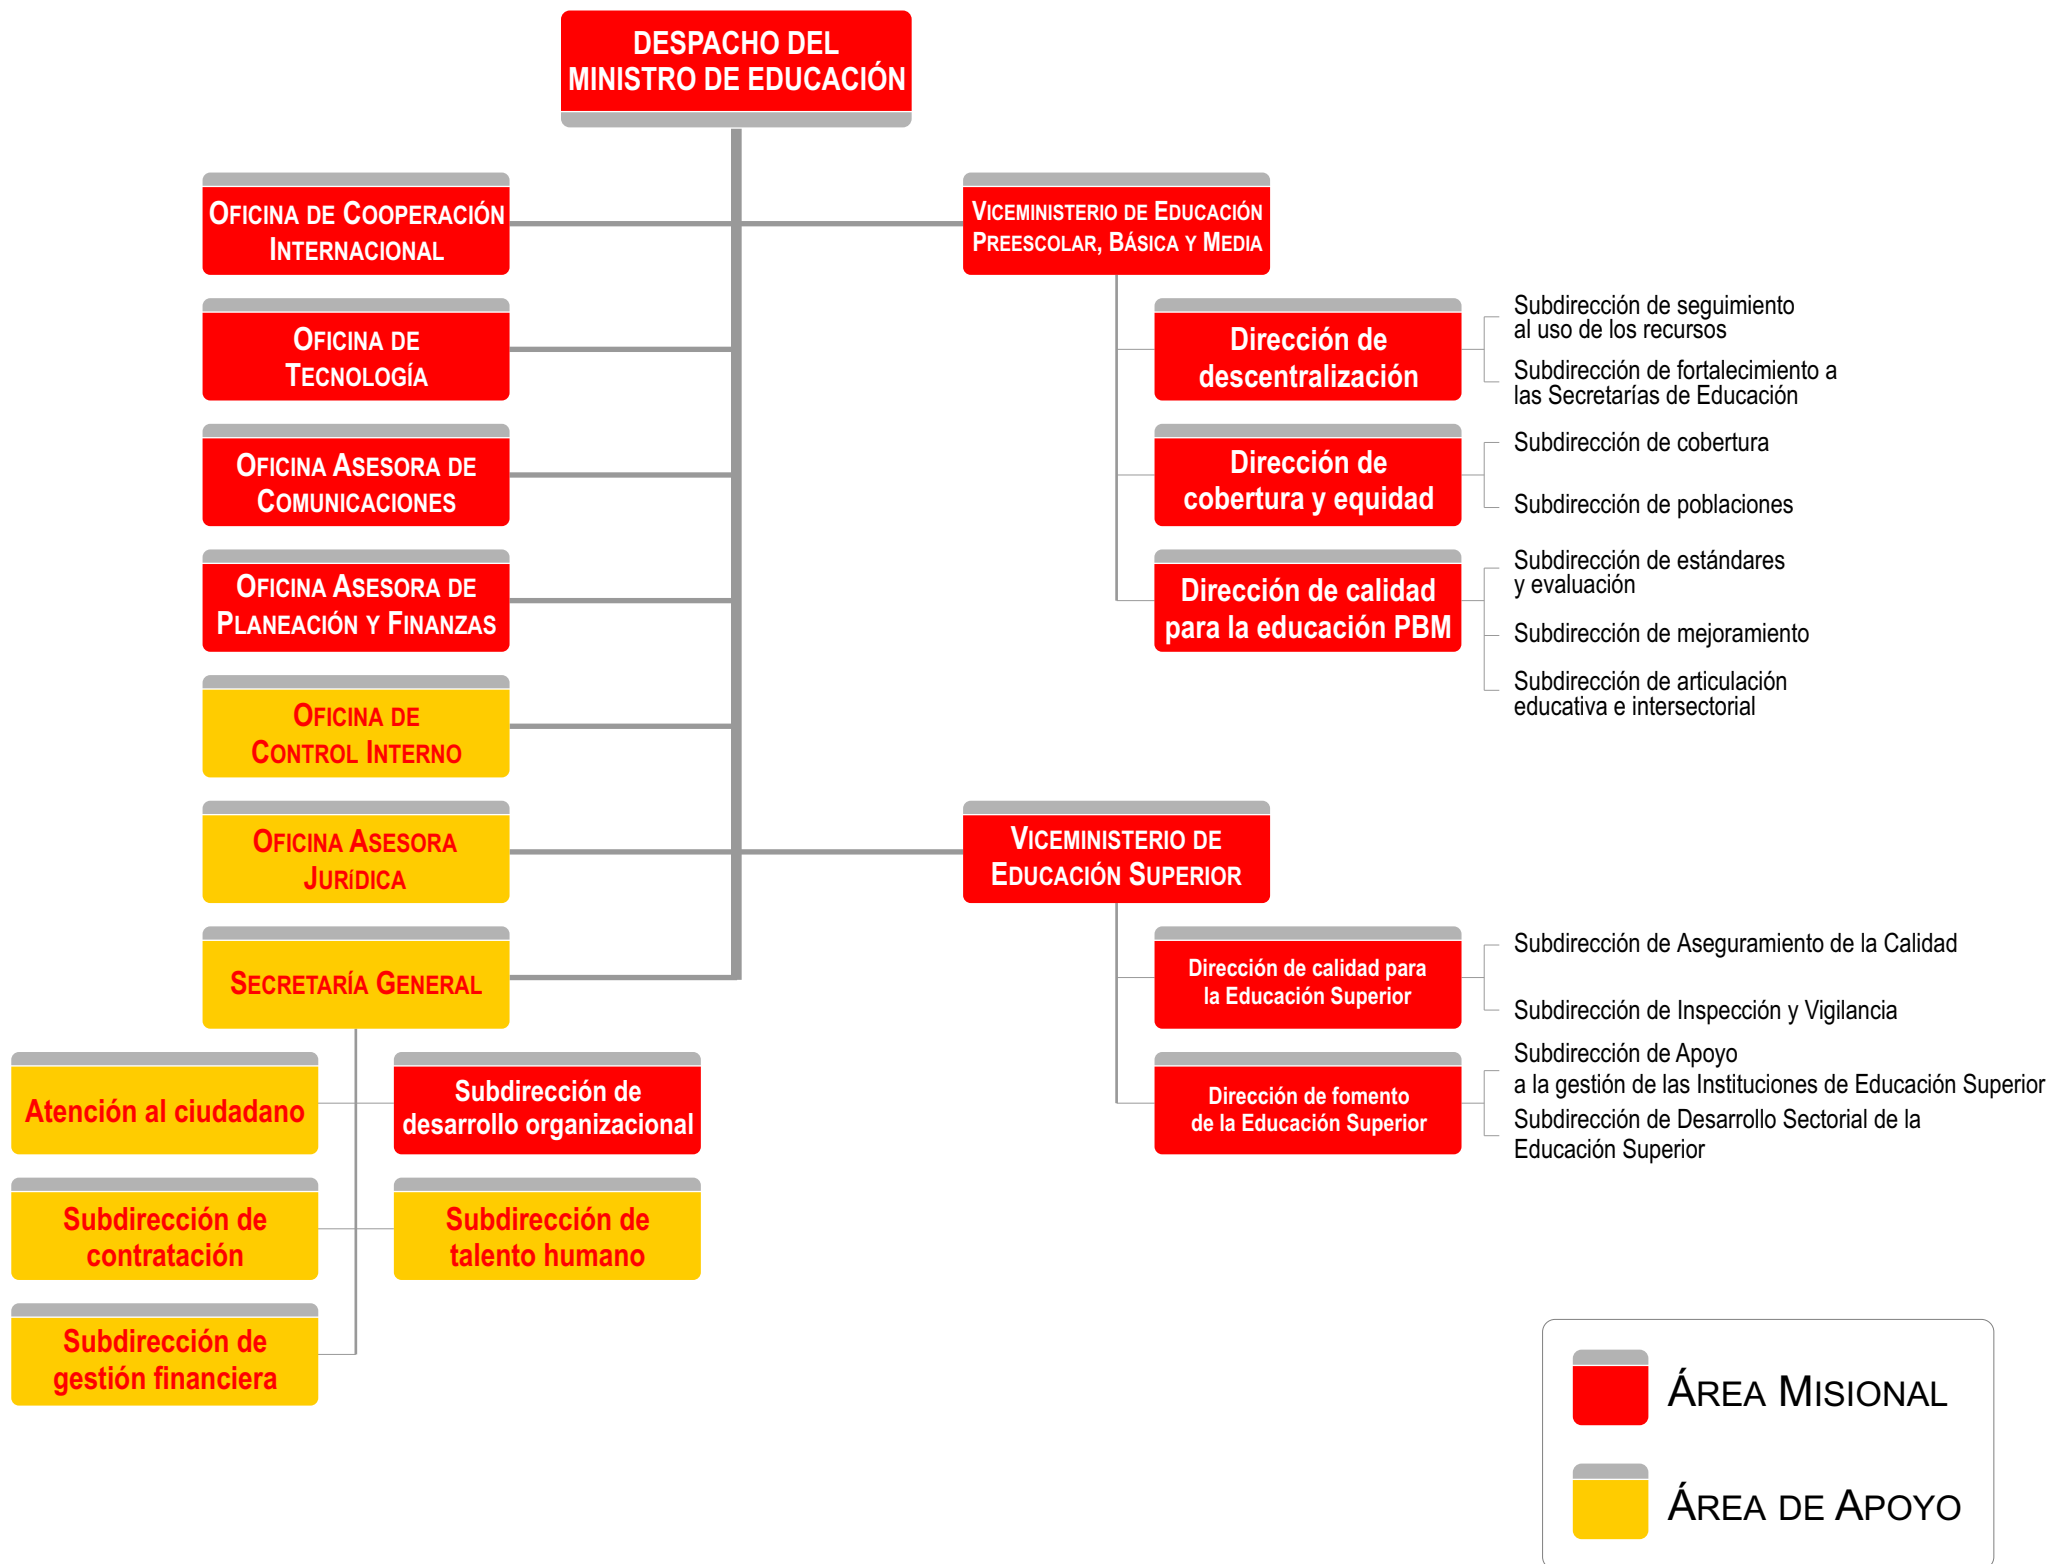 DESPACHO DEL
MINISTRO DE EDUCACIÓN
OFICINA DE COOPERACIÓN
INTERNACIONAL
OFICINA DE
TECNOLOGÍA
OFICINA ASESORA DE
COMUNICACIONES
OFICINA ASESORA DE
PLANEACIÓN Y FINANZAS
OFICINA DE
CONTROL INTERNO
OFICINA ASESORA
JURÍDICA
SECRETARÍA GENERAL
Atención al ciudadano
Subdirección de
desarrollo organizacional
Subdirección de
contratación
Subdirección de
talento humano
Subdirección de
gestión financiera
VICEMINISTERIO DE EDUCACIÓN
PREESCOLAR, BÁSICA Y MEDIA
Dirección de
descentralización
Subdirección de seguimiento
al uso de los recursos
Subdirección de fortalecimiento a
las Secretarías de Educación
Dirección de
cobertura y equidad
Subdirección de cobertura
Subdirección de poblaciones
Dirección de calidad
para la educación PBM
Subdirección de estándares
y evaluación
Subdirección de mejoramiento
Subdirección de articulación
educativa e intersectorial
VICEMINISTERIO DE
EDUCACIÓN SUPERIOR
Dirección de calidad para
la Educación Superior
Subdirección de Aseguramiento de la Calidad
Subdirección de Inspección y Vigilancia
Dirección de fomento
de la Educación Superior
Subdirección de Apoyo
a la gestión de las Instituciones de Educación Superior
Subdirección de Desarrollo Sectorial de la
Educación Superior
ÁREA MISIONAL
ÁREA DE APOYO